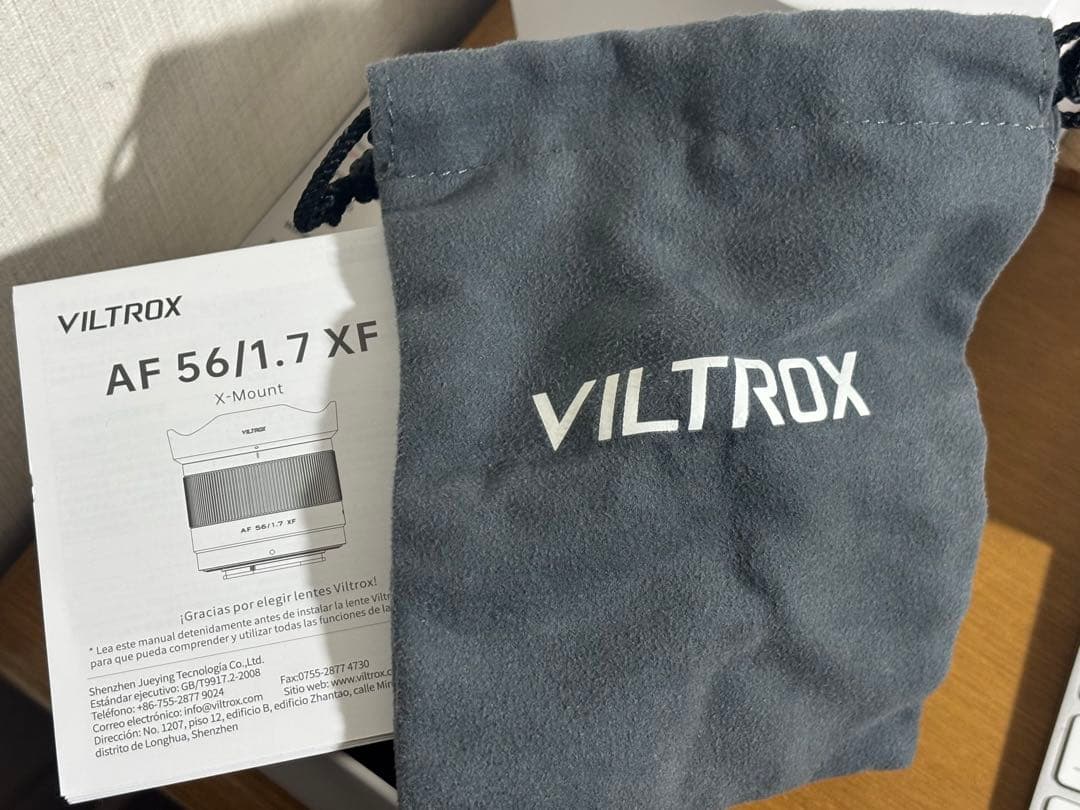 VILTROX
AF 56/1.7 XF
X-Mount
VILTROX
AF 56/1.7 XF
¡Gracias por elegir lentes Viltrox!
* Lea este manual detenidamente antes de instalar la lente
para que pueda comprender y utilizar todas las funciones de la
Shenzhen Jueying Tecnología Co.,Ltd.
Estándar ejecutivo: GB/T9917.2-2008
Teléfono: +86-755-2877 9024
Fax:0755-2877 4730
Correo electrónico: info@viltrox.com
Sitio web: www.viltrox.c
Dirección: No. 1207, piso 12, edificio B, edificio Zhantao, calle
distrito de Longhua, Shenzhen
VILTROX